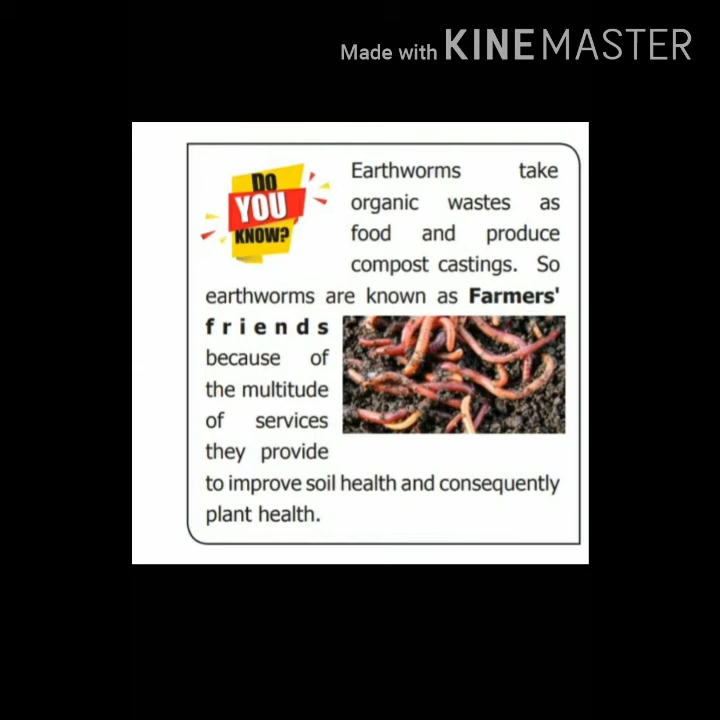 Made with KINEMASTER
DO
YOU
KNOW?
Earthworms take
organic wastes as
food and produce
compost castings. So
earthworms are known as Farmers'
friends
because of
the multitude
of services
they provide
to improve soil health and consequently
plant health.